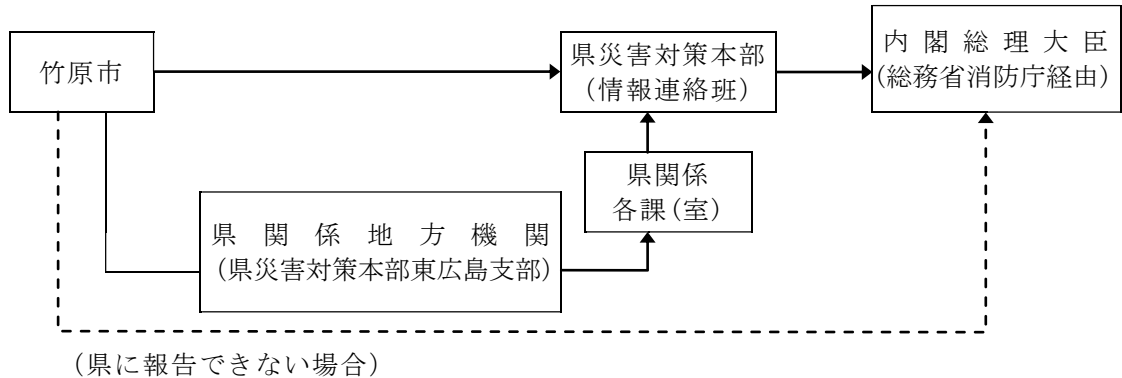 竹原市
県災害対策本部
(情報連絡班)
内閣総理大臣
(総務省消防庁経由)
県関係
各課(室)
県関係地方機関
(県災害対策本部東広島支部)
(県に報告できない場合)